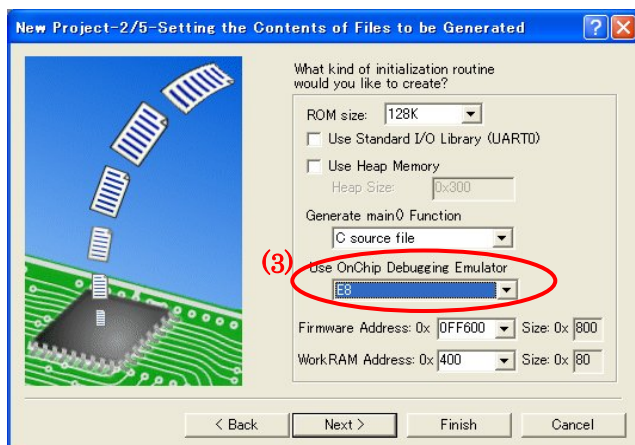 New Project-2/5-Setting the Contents of Files to be Generated
What kind of initialization routine
would you like to create?
ROM size: 128K
Use Standard I/O Library (UART0)
Use Heap Memory
Heap Size: 0x300
Generate main() Function
C source file
(3)
Use OnChip Debugging Emulator
E8
Firmware Address: 0x 0FF600 Size: 0x 800
WorkRAM Address: 0x 400 Size: 0x 80
< Back Next > Finish Cancel